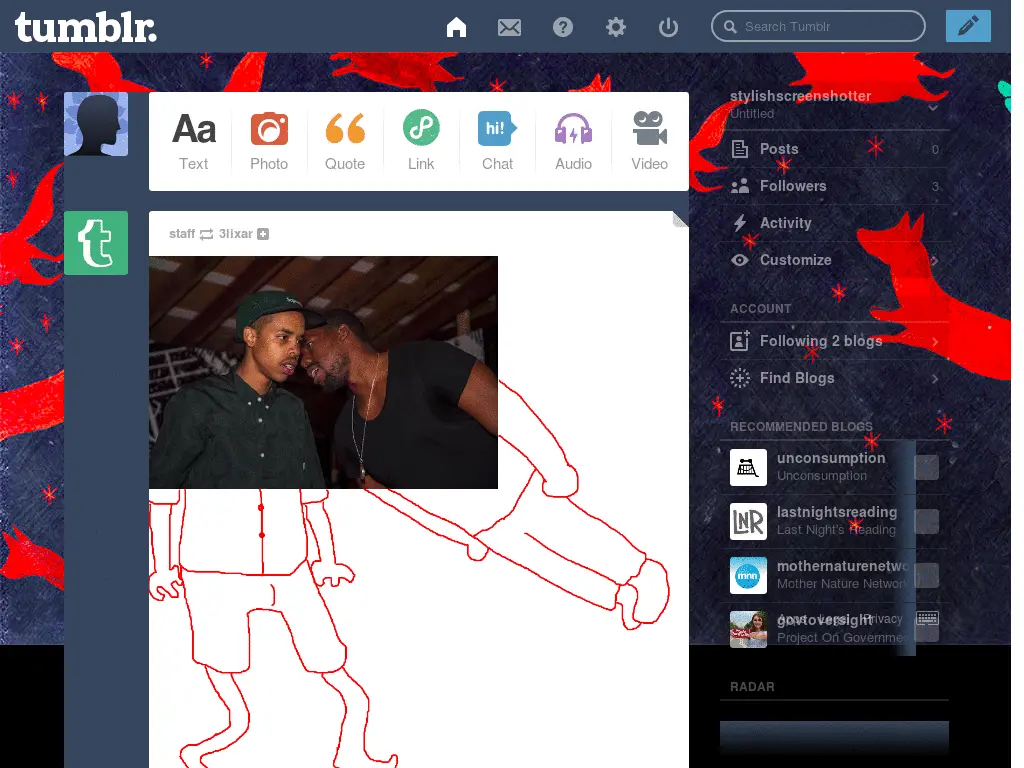 tumblr.
Search Tumblr
Aa
hi!
Text
Photo
Quote
Link
Chat
Audio
Video
t
staff 3lixar
stylishscreenshotter
Untitled
Posts 0
Followers 3
Activity
Customize
ACCOUNT
Following 2 blogs
Find Blogs
RECOMMENDED BLOGS
unconsumption
Unconsumption
LNR
lastnightsreading
Last Night's Reading
mnn
mothernaturenetwo
Mother Nature Networ
govtoversight
Apps Legal Privacy
Project On Governme
RADAR